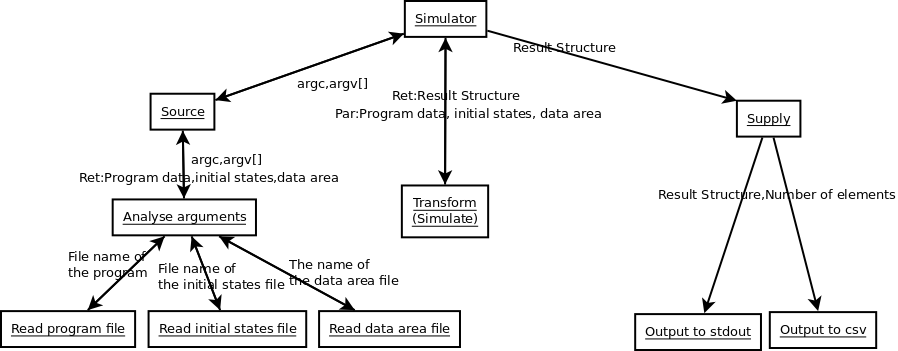 Simulator
Result Structure
argc,argv[]
Ret:Result Structure
Par:Program data, initial states, data area
Source
Supply
argc,argv[]
Ret:Program data,initial states,data area
Transform
(Simulate)
Result Structure,Number of elements
Analyse arguments
File name of
the program
File name of
the initial states file
The name of
the data area file
Read program file
Read initial states file
Read data area file
Output to stdout
Output to csv